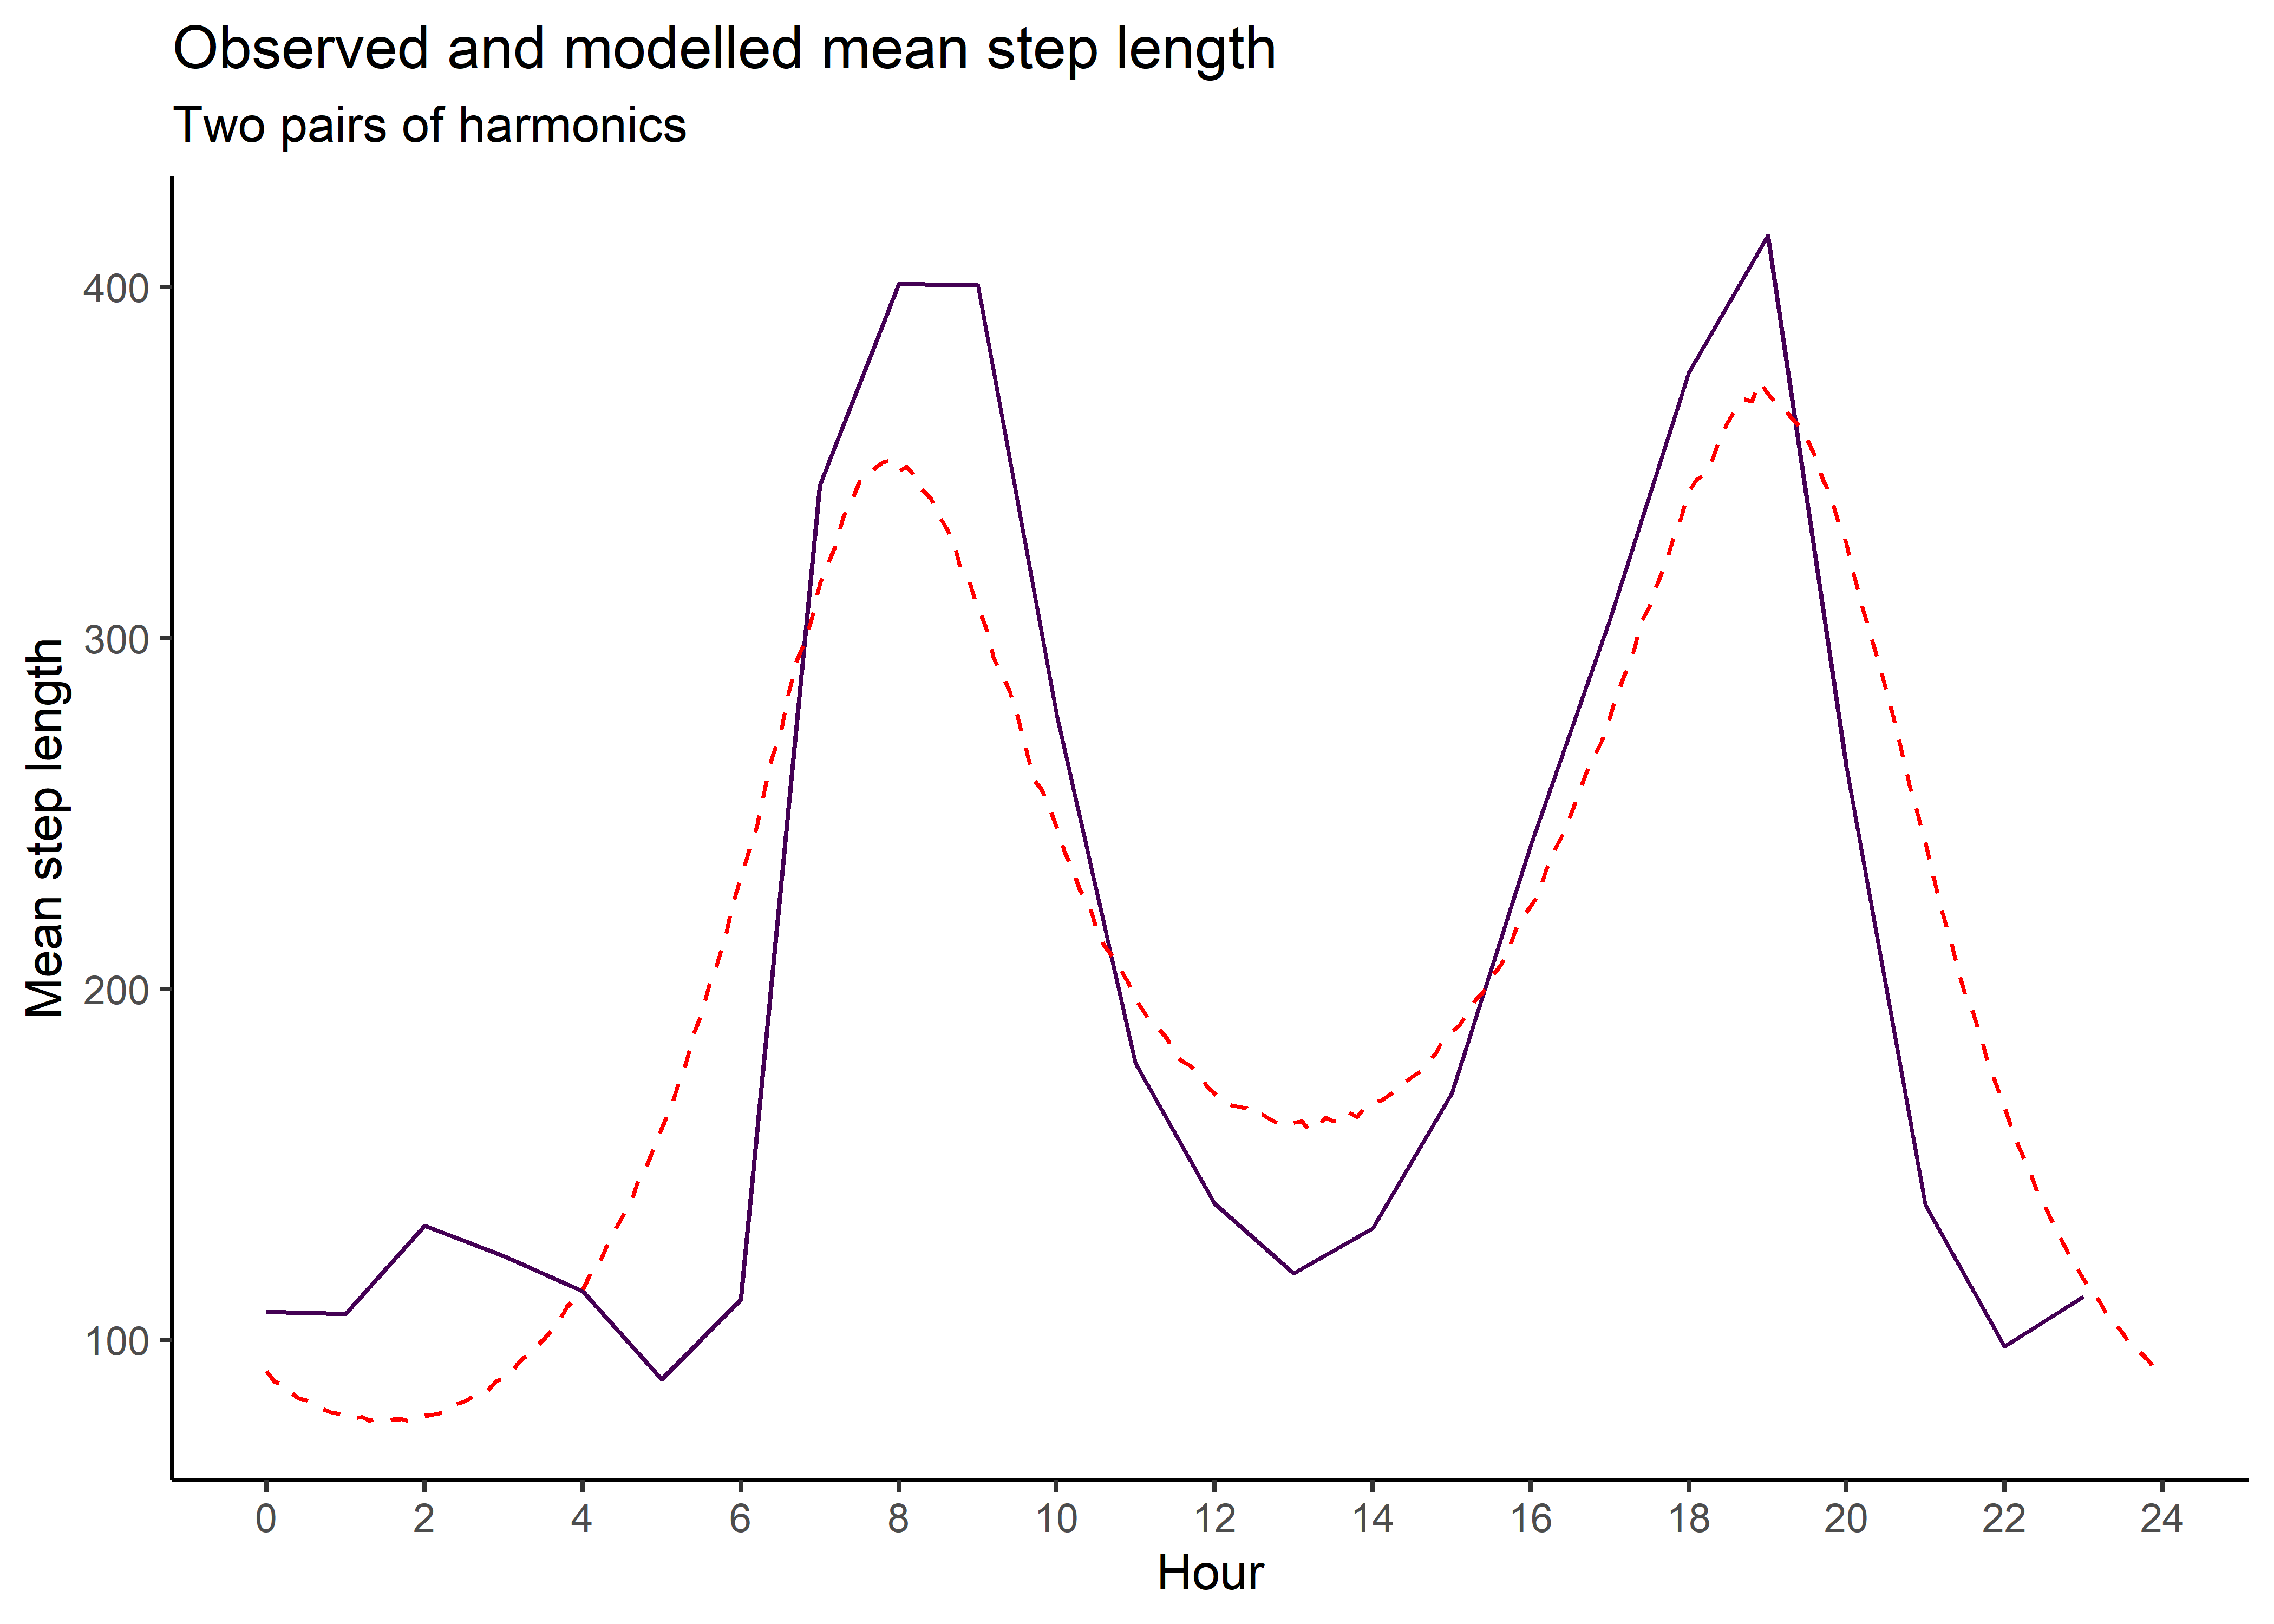 Observed and modelled mean step length
Two pairs of harmonics
Mean step length
400
300
200
100
0 2 4 6 8 10 12 14 16 18 20 22 24
Hour